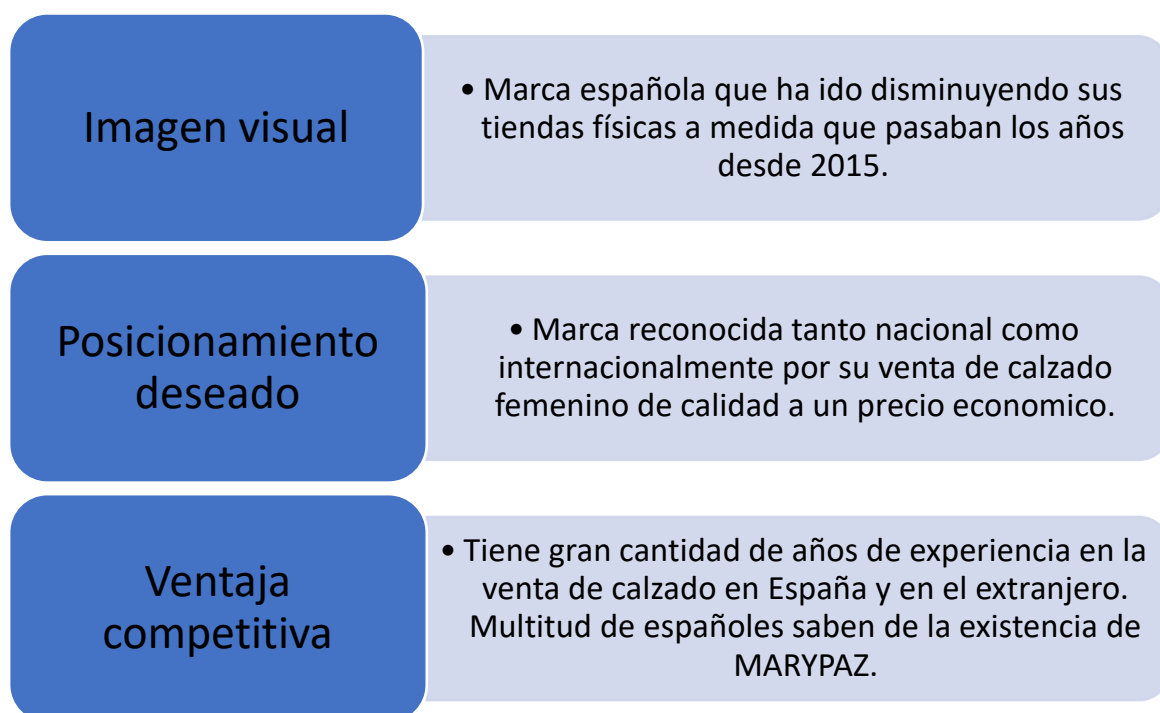 Imagen visual
• Marca española que ha ido disminuyendo sus
tiendas físicas a medida que pasaban los años
desde 2015.
Posicionamiento
deseado
• Marca reconocida tanto nacional como
internacionalmente por su venta de calzado
femenino de calidad a un precio economico.
Ventaja
competitiva
• Tiene gran cantidad de años de experiencia en la
venta de calzado en España y en el extranjero.
Multitud de españoles saben de la existencia de
MARYPAZ.